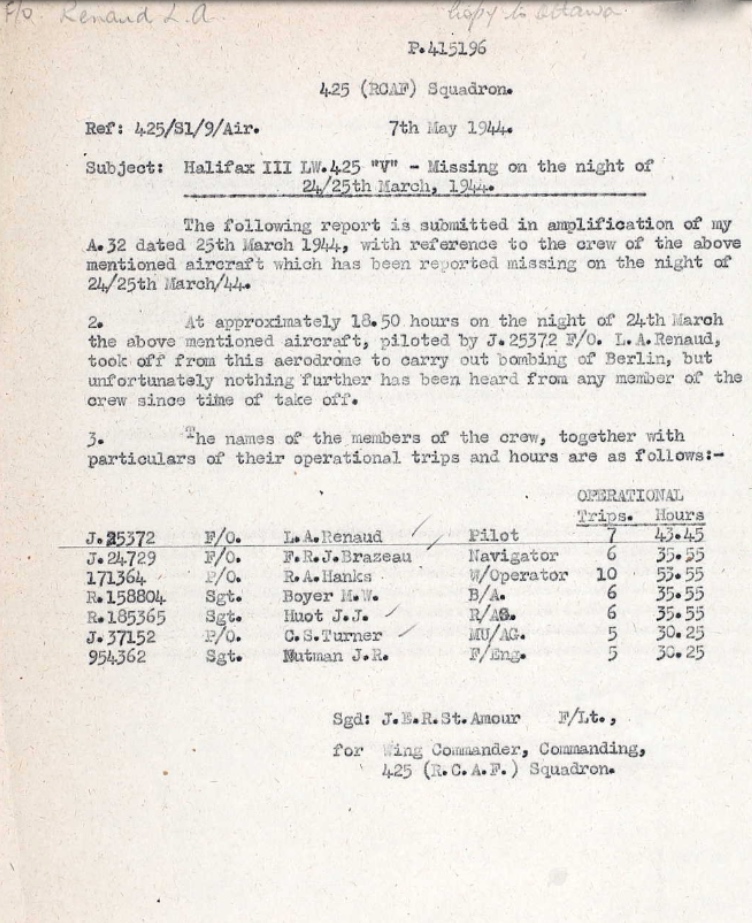 F/O Renaud L.A
Copy to Ottawa
P.415196
425 (RCAF) Squadron.
Ref: 425/S1/9/Air. 7th May 1944.
Subject: Halifax III LW.425 "V" - Missing on the night of
24/25th March, 1944.
The following report is submitted in amplification of my
A.32 dated 25th March 1944, with reference to the crew of the above
mentioned aircraft which has been reported missing on the night of
24/25th March/44.
2. At approximately 18.50 hours on the night of 24th March
the above mentioned aircraft, piloted by J.25372 F/O. L.A.Renaud,
took off from this aerodrome to carry out bombing of Berlin, but
unfortunately nothing further has been heard from any member of the
crew since time of take off.
3. The names of the members of the crew, together with
particulars of their operational trips and hours are as follows:-
OPERATIONAL
Trips. Hours
J.25372 F/O. L.A.Renaud Pilot 7 43.45
J.24729 F/O. F.R.J.Brazeau Navigator 6 35.55
171364 P/O. R.A.Hanks W/Operator 10 53.55
R.158804 Sgt. Boyer M.W. B/A. 6 35.55
R.185365 Sgt. Huot J.J. R/AG. 6 35.55
J.37152 P/O. C.S.Turner MU/AG. 5 30.25
954362 Sgt. Nutman J.R. F/Eng. 5 30.25
Sgd: J.E.R.St.Amour F/Lt.,
for Wing Commander, Commanding,
425 (R.C.A.F.) Squadron.